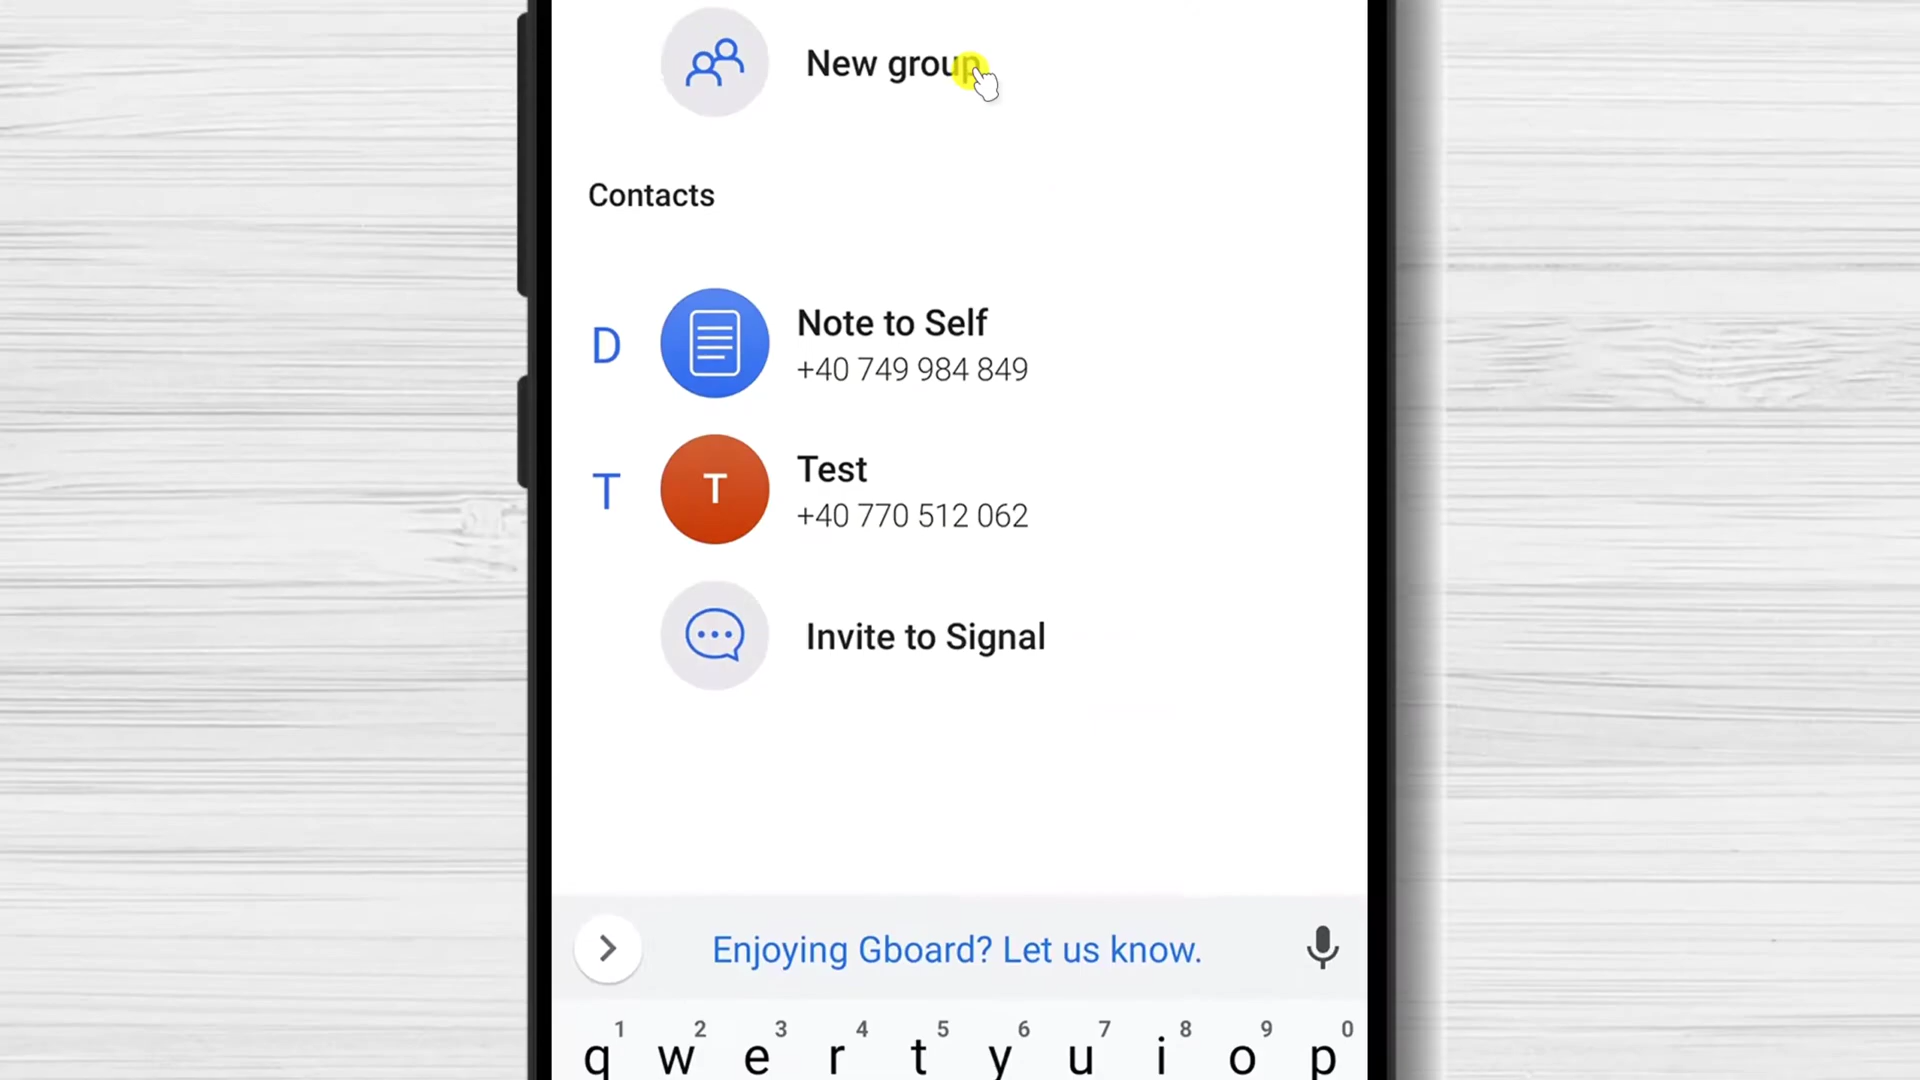 New group
Contacts
D
Note to Self
+40 749 984 849
T
T
Test
+40 770 512 062
Invite to Signal
Enjoying Gboard? Let us know.
1 2 3 4 5 6 7 8 9 0
q w e r t y u i o p